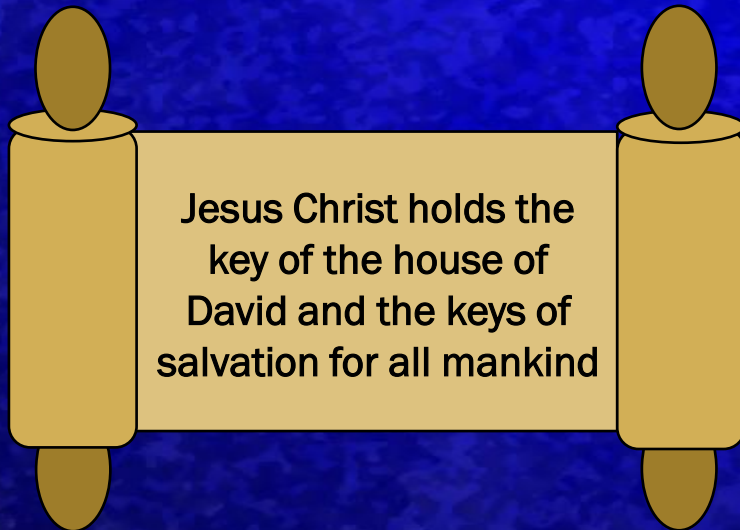 Jesus Christ holds the
key of the house of
David and the keys of
salvation for all mankind